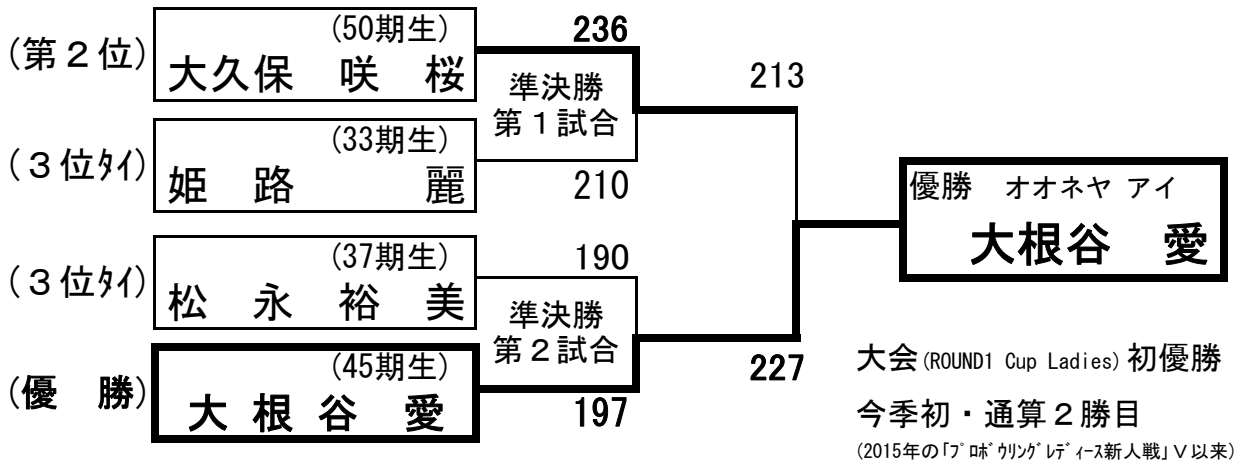 (第２位)
(50期生)
大久保　咲　桜
236
準決勝
第１試合
213
(３位ﾀｲ)
(33期生)
姫　路　　　麗
210
(３位ﾀｲ)
(37期生)
松　永　裕　美
190
準決勝
第２試合
227
(優　勝)
(45期生)
大 根 谷　愛
197
優勝　オオネヤ アイ
大根谷　愛
大会(ROUND1 Cup Ladies)初優勝
今季初・通算２勝目
(2015年の｢ﾌﾟﾛﾎﾞｳﾘﾝｸﾞﾚﾃﾞｨｰｽ新人戦｣Ｖ以来)